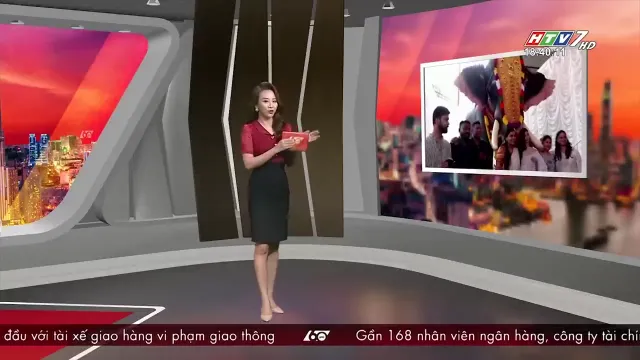 HTV7 HD
18:40:11
đầu với tài xế giao hàng vi phạm giao thông
60
Gần 168 nhân viên ngân hàng, công ty tài chí